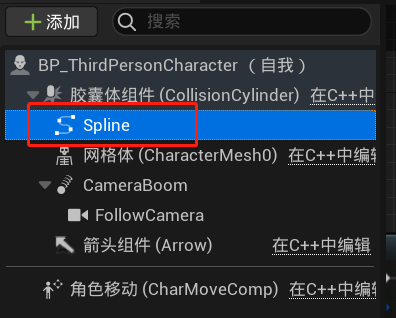 添加 搜索
BP_ThirdPersonCharacter （自我）
胶囊体组件 (CollisionCylinder) 在C++中
Spline
网格体 (CharacterMesh0) 在C++中编辑
CameraBoom
FollowCamera
箭头组件 (Arrow) 在C++中编辑
角色移动 (CharMoveComp) 在C++中编辑